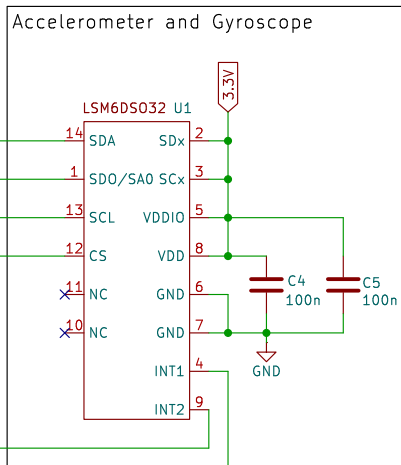 Accelerometer and Gyroscope
3.3V
LSM6DSO32 U1
14 SDA SDx 2
1 SDO/SA0 SCx 3
13 SCL VDDIO 5
12 CS VDD 8
C4
100n
C5
100n
11 NC GND 6
10 NC GND 7
GND
INT1 4
INT2 9